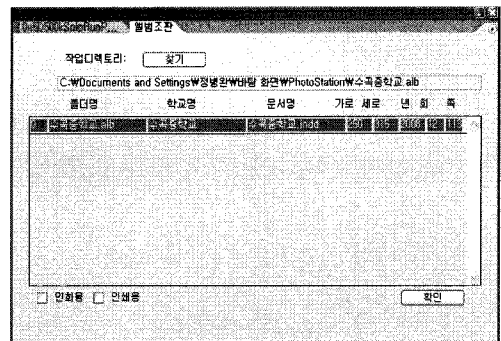 앨범조판
작업디렉토리: 찾기
C:₩Documents and Settings₩정병완₩바탕 화면₩PhotoStation₩수곡중학교.alb
폴더명 학교명 문서명 가로 세로 년 회 쪽
수곡중학교.alb 수곡중학교 수곡중학교.indd
인화용 인쇄용 확인